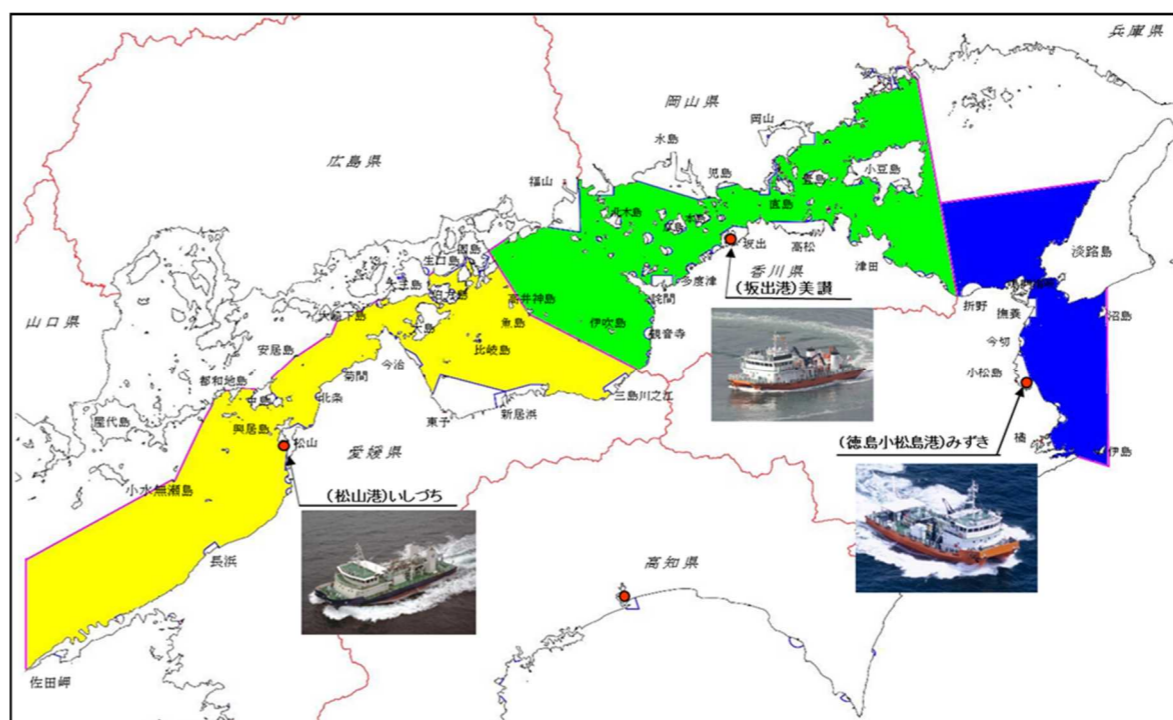 兵庫県
岡山県
岡山
水島
広島県
児島
福山
小豆島
豊島
北木島
直島
本島
広島
淡路島
因島
生口島
坂出
高松
香川県
津田
多度津
(坂出港)美讃
詫間
高井神島
伯方島
大三島
折野
撫養
沼島
大崎下島
魚島
伊吹島
観音寺
山口県
大島
比岐島
今切
安居島
今治
菊間
小松島
都和地島
中島
北条
三島川之江
屋代島
興居島
東予
新居浜
松山
愛媛県
橘
(徳島小松島港)みずき
伊島
小水無瀬島
(松山港)いしづち
長浜
高知県
佐田岬